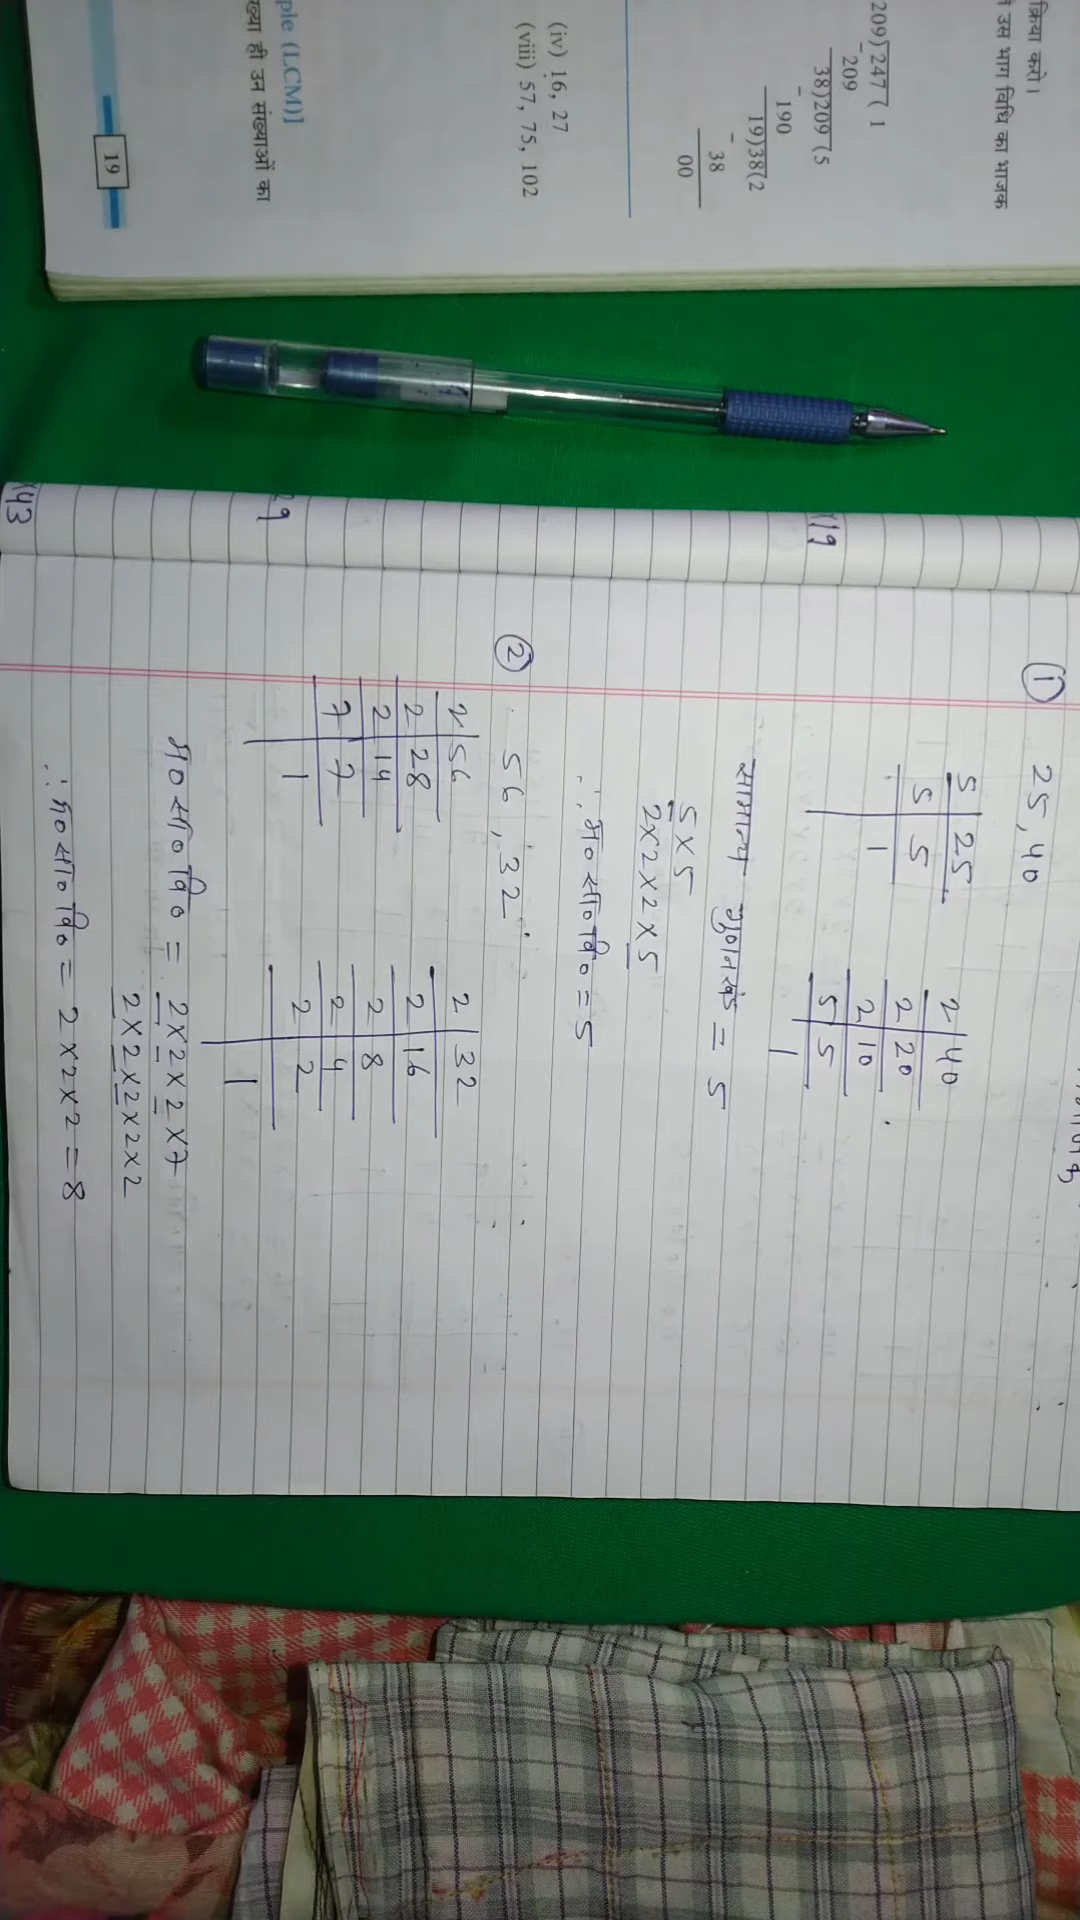 क्रिया करो।
उस भाग विधि का भाजक
209)247(1
209
38)209(5
190
19)38(2
38
00
(iv) 16, 27
(viii) 57, 75, 102
ple (LCM)]
ख्या ही उन संख्याओं का
19
① 25, 40
5 | 25
5 | 5
1
2 | 40
2 | 20
2 | 10
5 | 5
1
सामान्य गुणनखंड = 5
5 × 5
2×2×2×5
∴ म० स० वि० = 5
② 56, 32
2 | 56
2 | 28
2 | 14
7 | 7
1
2 | 32
2 | 16
2 | 8
2 | 4
2 | 2
1
म० स० वि० = 2×2×2×7
2×2×2×2×2
∴ म० स० वि० = 2×2×2 = 8